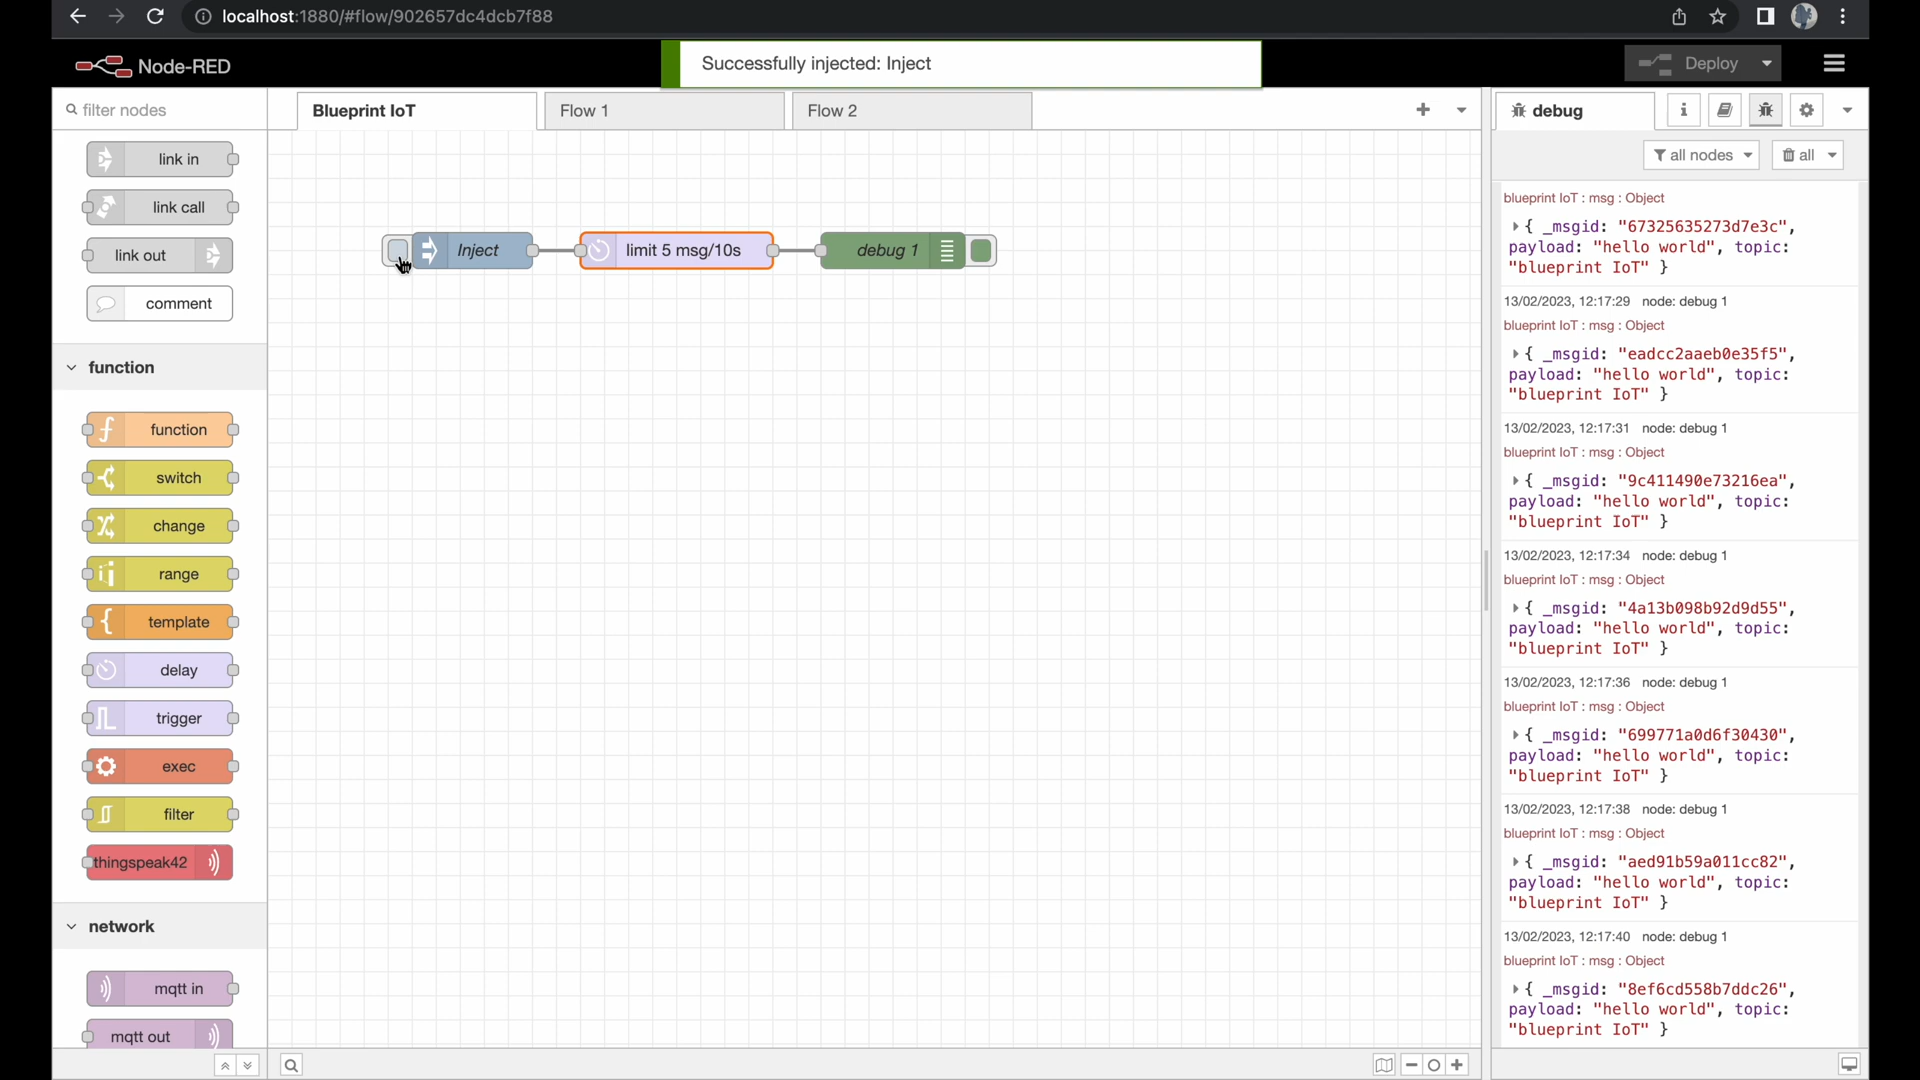 localhost:1880/#flow/902657dc4dcb7f88
Node-RED
Successfully injected: Inject
Deploy
filter nodes
Blueprint IoT
Flow 1
Flow 2
debug
all nodes
all
link in
link call
link out
comment
function
function
switch
change
range
template
delay
trigger
exec
filter
thingspeak42
network
mqtt in
mqtt out
Inject
limit 5 msg/10s
debug 1
blueprint IoT : msg : Object
{ _msgid: "67325635273d7e3c",
payload: "hello world", topic:
"blueprint IoT" }
13/02/2023, 12:17:29 node: debug 1
blueprint IoT : msg : Object
{ _msgid: "eadcc2aaeb0e35f5",
payload: "hello world", topic:
"blueprint IoT" }
13/02/2023, 12:17:31 node: debug 1
blueprint IoT : msg : Object
{ _msgid: "9c411490e73216ea",
payload: "hello world", topic:
"blueprint IoT" }
13/02/2023, 12:17:34 node: debug 1
blueprint IoT : msg : Object
{ _msgid: "4a13b098b92d9d55",
payload: "hello world", topic:
"blueprint IoT" }
13/02/2023, 12:17:36 node: debug 1
blueprint IoT : msg : Object
{ _msgid: "699771a0d6f30430",
payload: "hello world", topic:
"blueprint IoT" }
13/02/2023, 12:17:38 node: debug 1
blueprint IoT : msg : Object
{ _msgid: "aed91b59a011cc82",
payload: "hello world", topic:
"blueprint IoT" }
13/02/2023, 12:17:40 node: debug 1
blueprint IoT : msg : Object
{ _msgid: "8ef6cd558b7ddc26",
payload: "hello world", topic:
"blueprint IoT" }